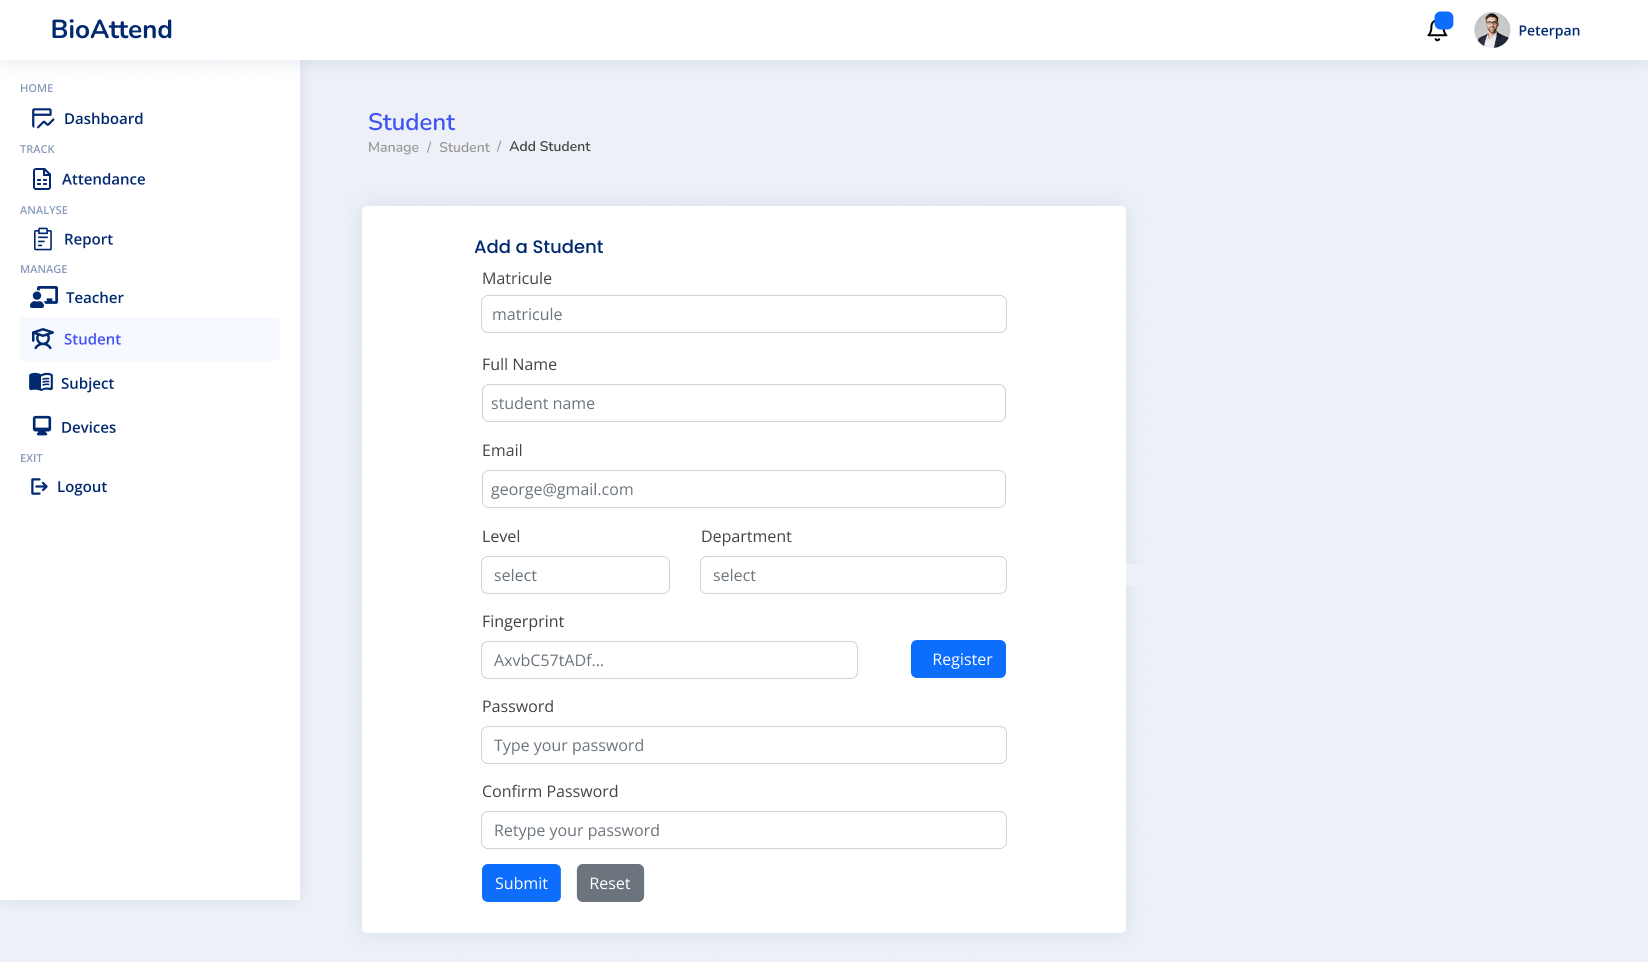 BioAttend
Peterpan
HOME
Dashboard
TRACK
Attendance
ANALYSE
Report
MANAGE
Teacher
Student
Subject
Devices
EXIT
Logout
Student
Manage / Student / Add Student
Add a Student
Matricule
matricule
Full Name
student name
Email
george@gmail.com
Level Department
select select
Fingerprint
AxvbC57tADf... Register
Password
Type your password
Confirm Password
Retype your password
Submit Reset